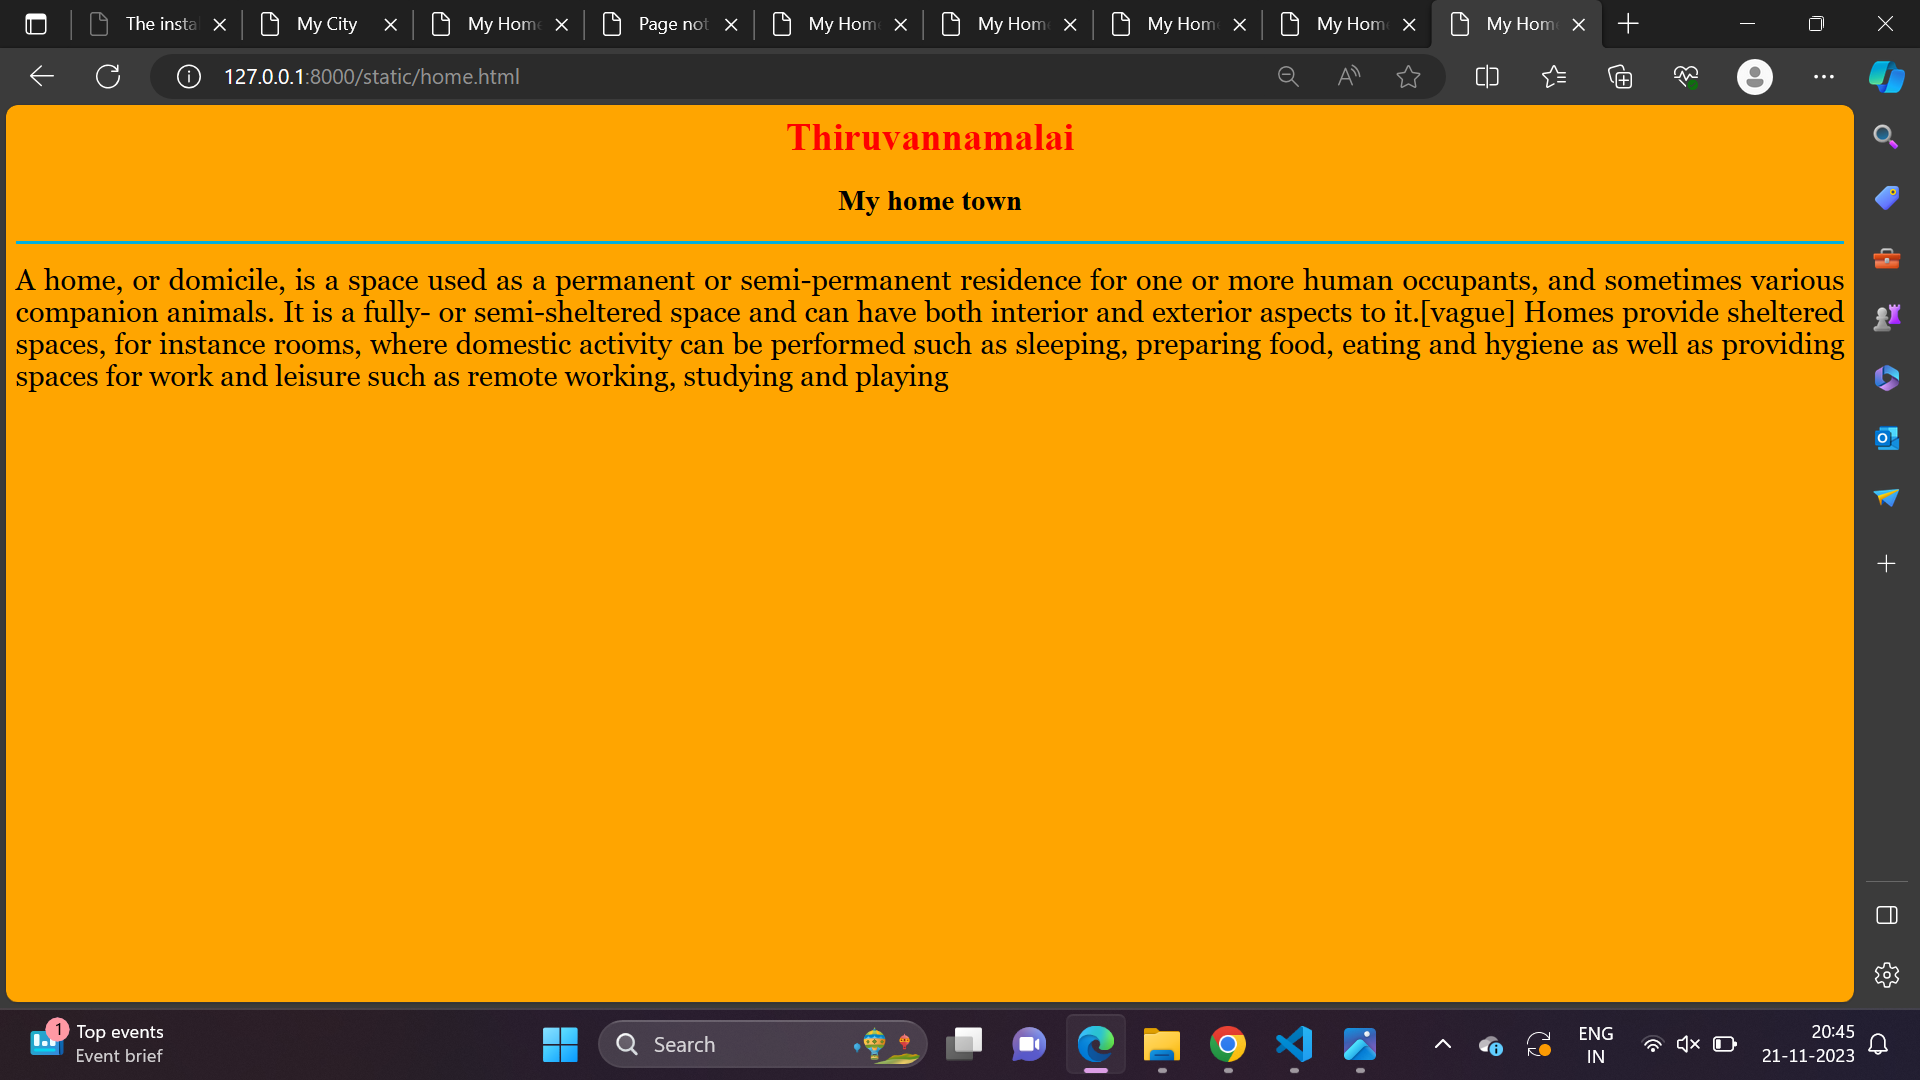 The insta
My City
My Home
Page not
My Hom
My Hom
My Hom
My Hom
My Hom
127.0.0.1:8000/static/home.html
Thiruvannamalai
My home town
A home, or domicile, is a space used as a permanent or semi-permanent residence for one or more human occupants, and sometimes various
companion animals. It is a fully- or semi-sheltered space and can have both interior and exterior aspects to it.[vague] Homes provide sheltered
spaces, for instance rooms, where domestic activity can be performed such as sleeping, preparing food, eating and hygiene as well as providing
spaces for work and leisure such as remote working, studying and playing
1
Top events
Event brief
Search
ENG
IN
20:45
21-11-2023